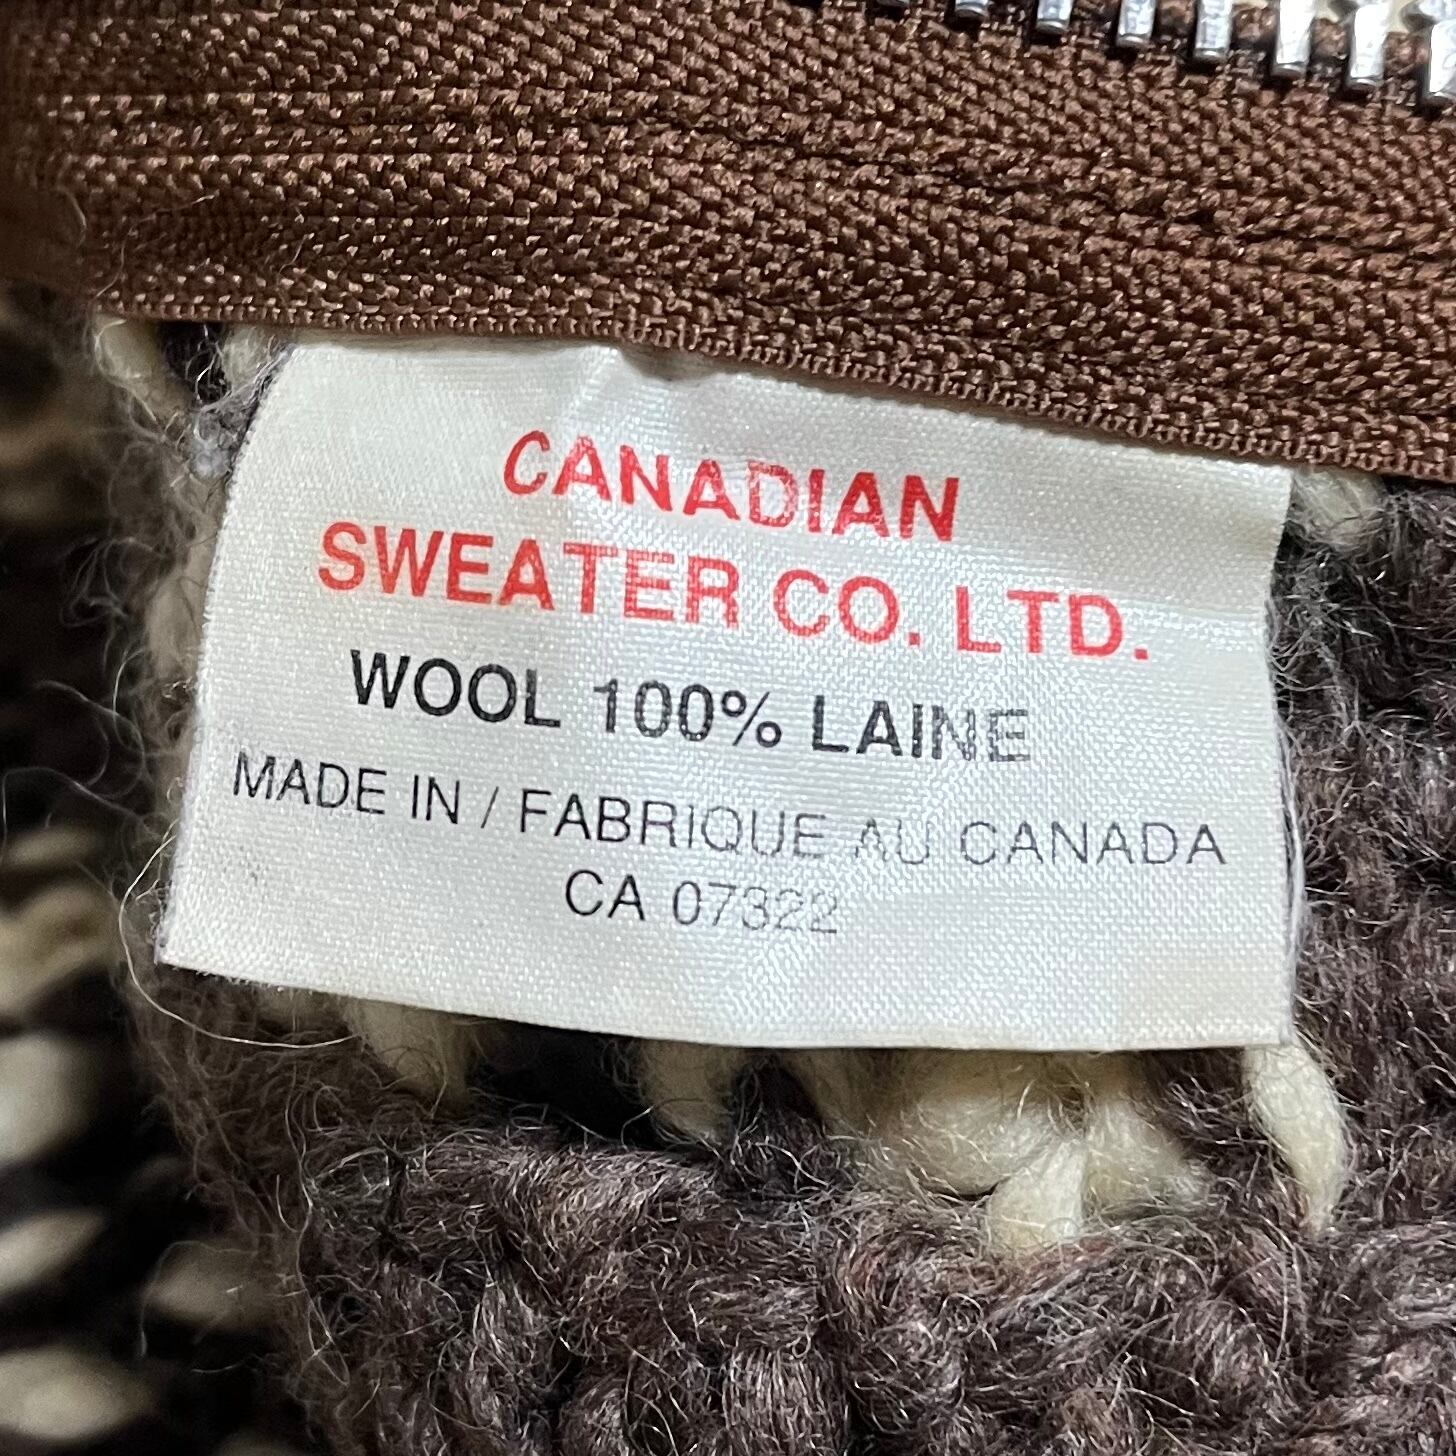 CANADIAN
SWEATER CO. LTD.
WOOL 100% LAINE
MADE IN / FABRIQUE AU CANADA
CA 07322